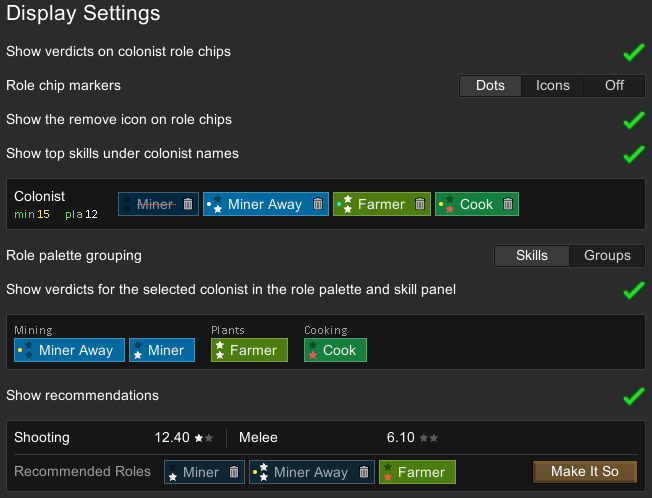 Display Settings
Show verdicts on colonist role chips
Role chip markers Dots Icons Off
Show the remove icon on role chips
Show top skills under colonist names
Colonist
min 15 pla 12
Miner Miner Away Farmer Cook
Role palette grouping Skills Groups
Show verdicts for the selected colonist in the role palette and skill panel
Mining Plants Cooking
Miner Away Miner Farmer Cook
Show recommendations
Shooting 12.40 Melee 6.10
Recommended Roles Miner Miner Away Farmer Make It So